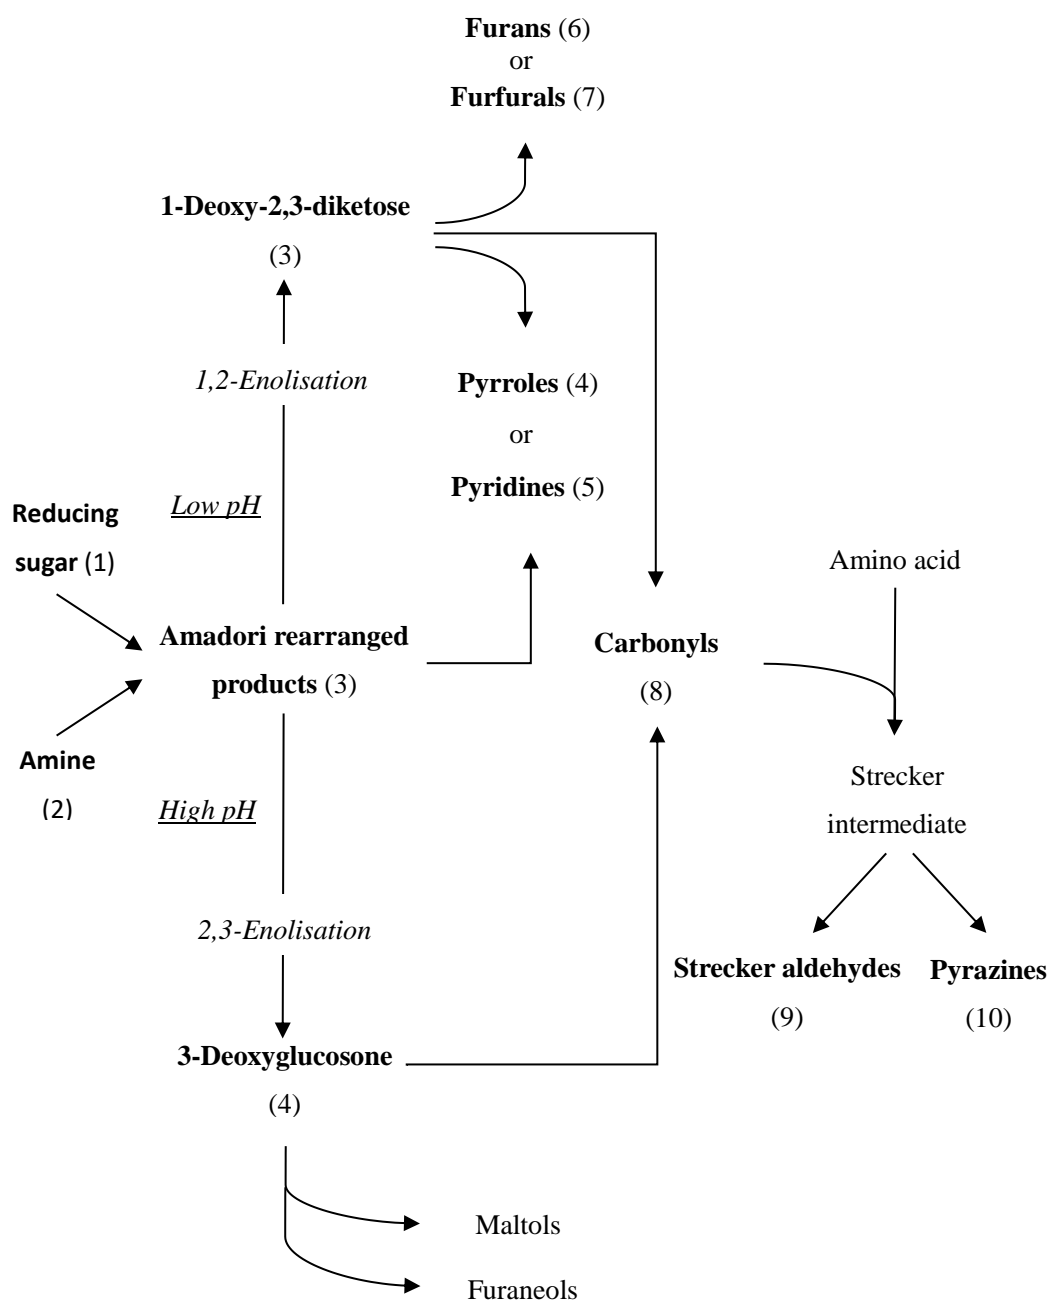 Furans (6)
or
Furfurals (7)
1-Deoxy-2,3-diketose
(3)
1,2-Enolisation
Pyrroles (4)
or
Pyridines (5)
Low pH
Reducing
sugar (1)
Amino acid
Amadori rearranged
products (3)
Carbonyls
(8)
Amine
(2)
High pH
Strecker
intermediate
2,3-Enolisation
Strecker aldehydes
(9)
Pyrazines
(10)
3-Deoxyglucosone
(4)
Maltols
Furaneols